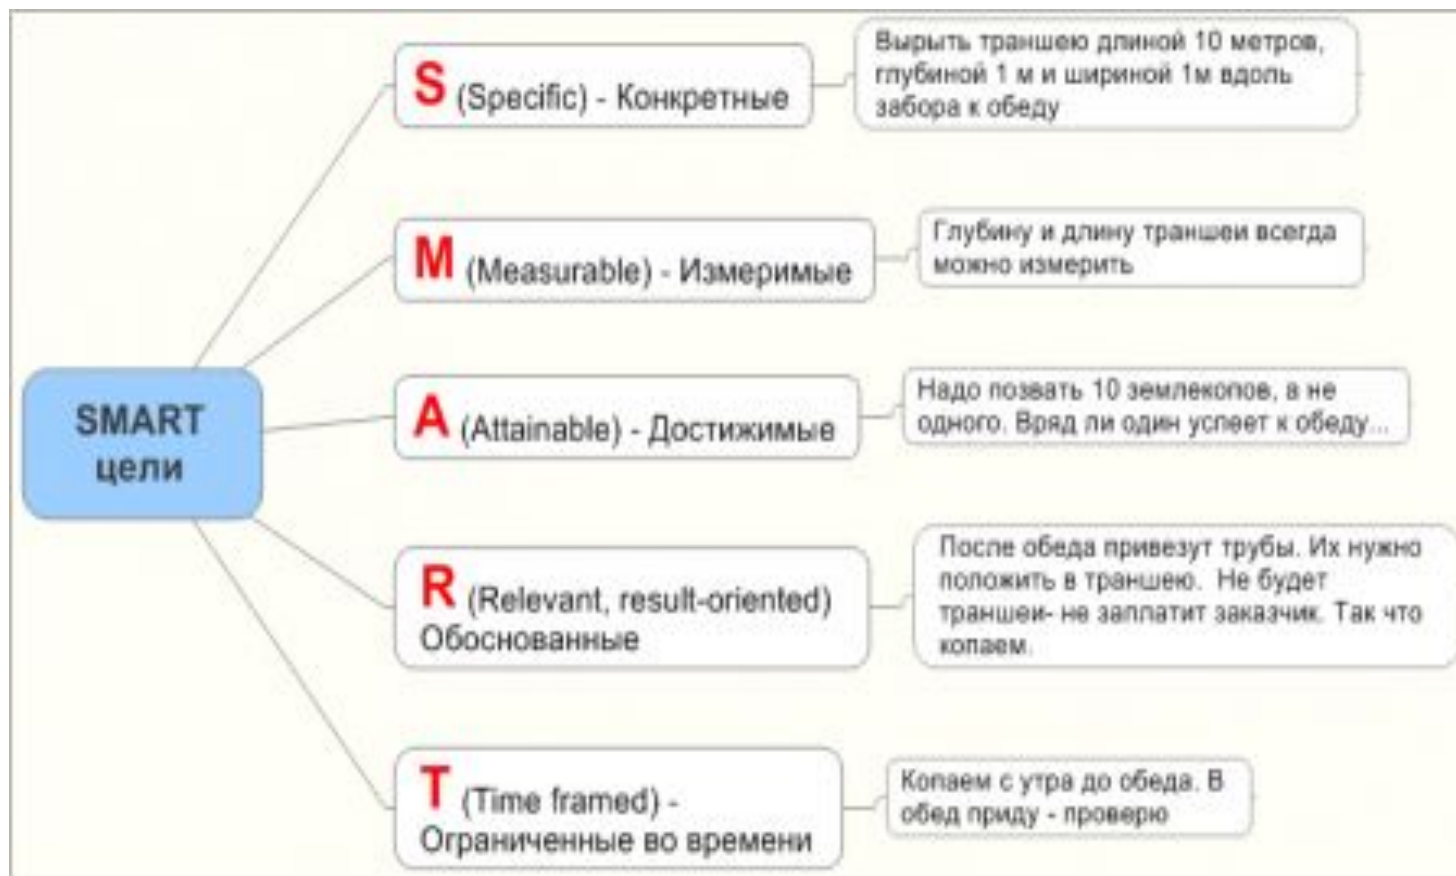 SMART
цели
S (Specific) - Конкретные
Вырыть траншею длиной 10 метров,
глубиной 1 м и шириной 1м вдоль
забора к обеду
M (Measurable) - Измеримые
Глубину и длину траншеи всегда
можно измерить
A (Attainable) - Достижимые
Надо позвать 10 землекопов, а не
одного. Вряд ли один успеет к обеду...
R (Relevant, result-oriented)
Обоснованные
После обеда привезут трубы. Их нужно
положить в траншею. Не будет
траншеи- не заплатит заказчик. Так что
копаем.
T (Time framed) -
Ограниченные во времени
Копаем с утра до обеда. В
обед приду - проверю